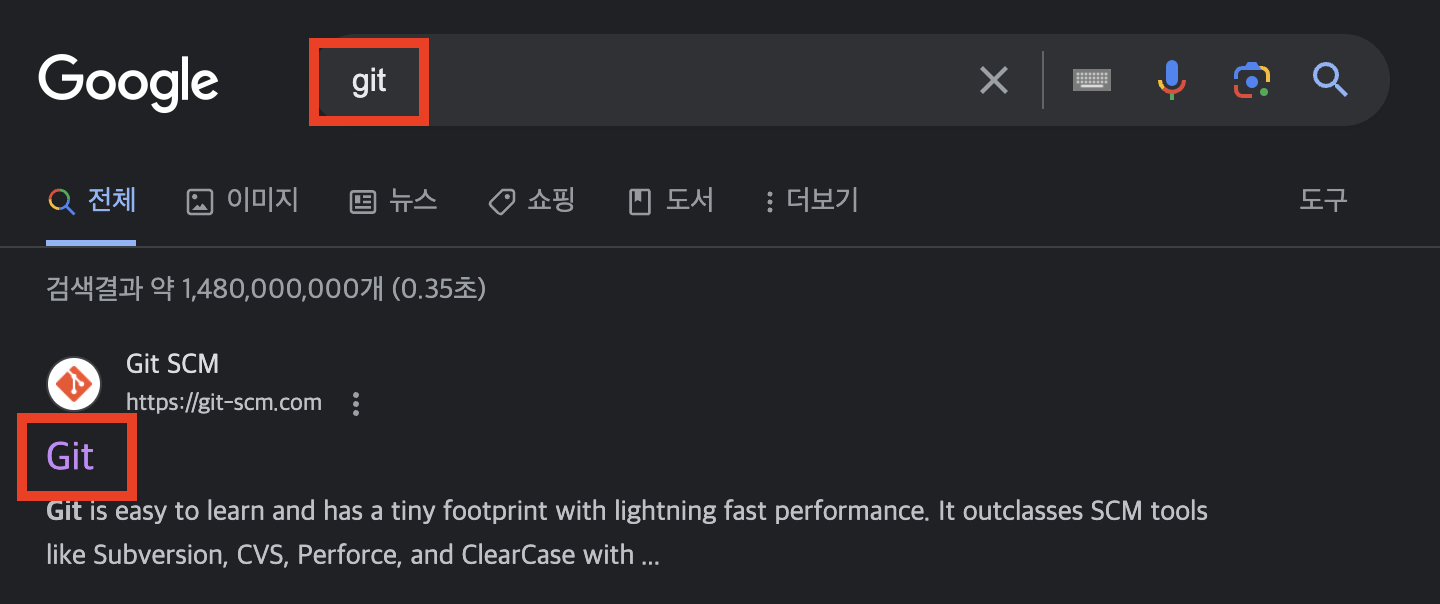 Google
git
전체
이미지
뉴스
쇼핑
도서
더보기
도구
검색결과 약 1,480,000,000개 (0.35초)
Git SCM
https://git-scm.com
Git
Git is easy to learn and has a tiny footprint with lightning fast performance. It outclasses SCM tools
like Subversion, CVS, Perforce, and ClearCase with ...